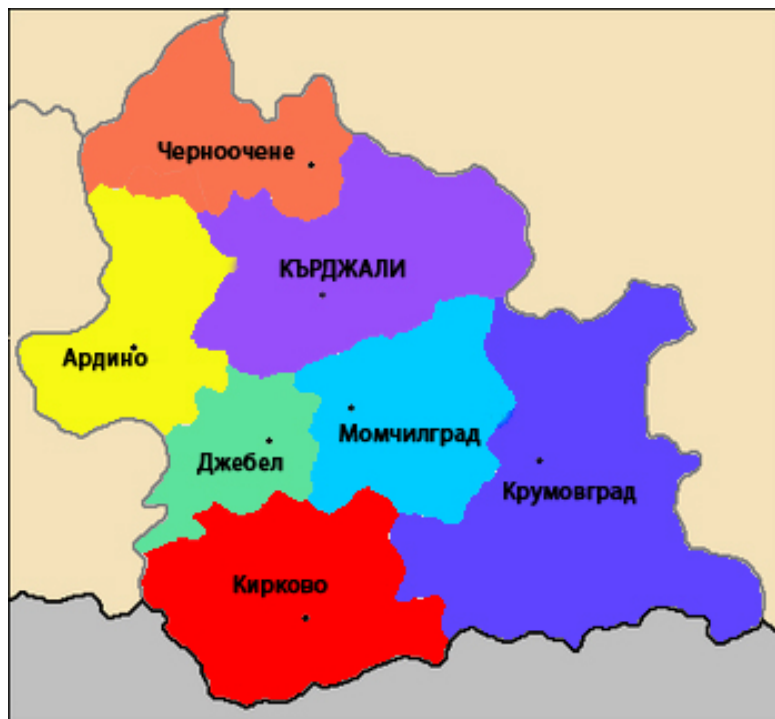 Черноочене
КЪРДЖАЛИ
Ардино
Момчилград
Джебел
Крумовград
Кирково